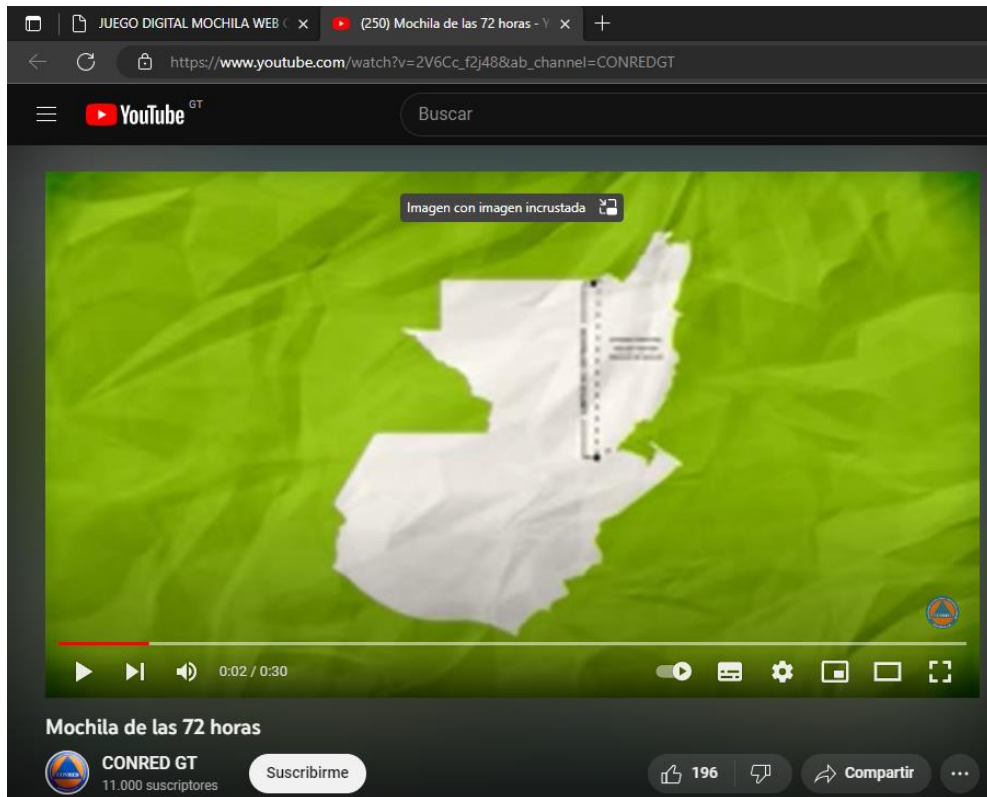 JUEGO DIGITAL MOCHILA WEB
(250) Mochila de las 72 horas -
https://www.youtube.com/watch?v=2V6Cc_f2j48&ab_channel=CONREDGT
YouTube GT
Buscar
Imagen con imagen incrustada
0:02 / 0:30
Mochila de las 72 horas
CONRED GT
11.000 suscriptores
Suscribirme
196
Compartir